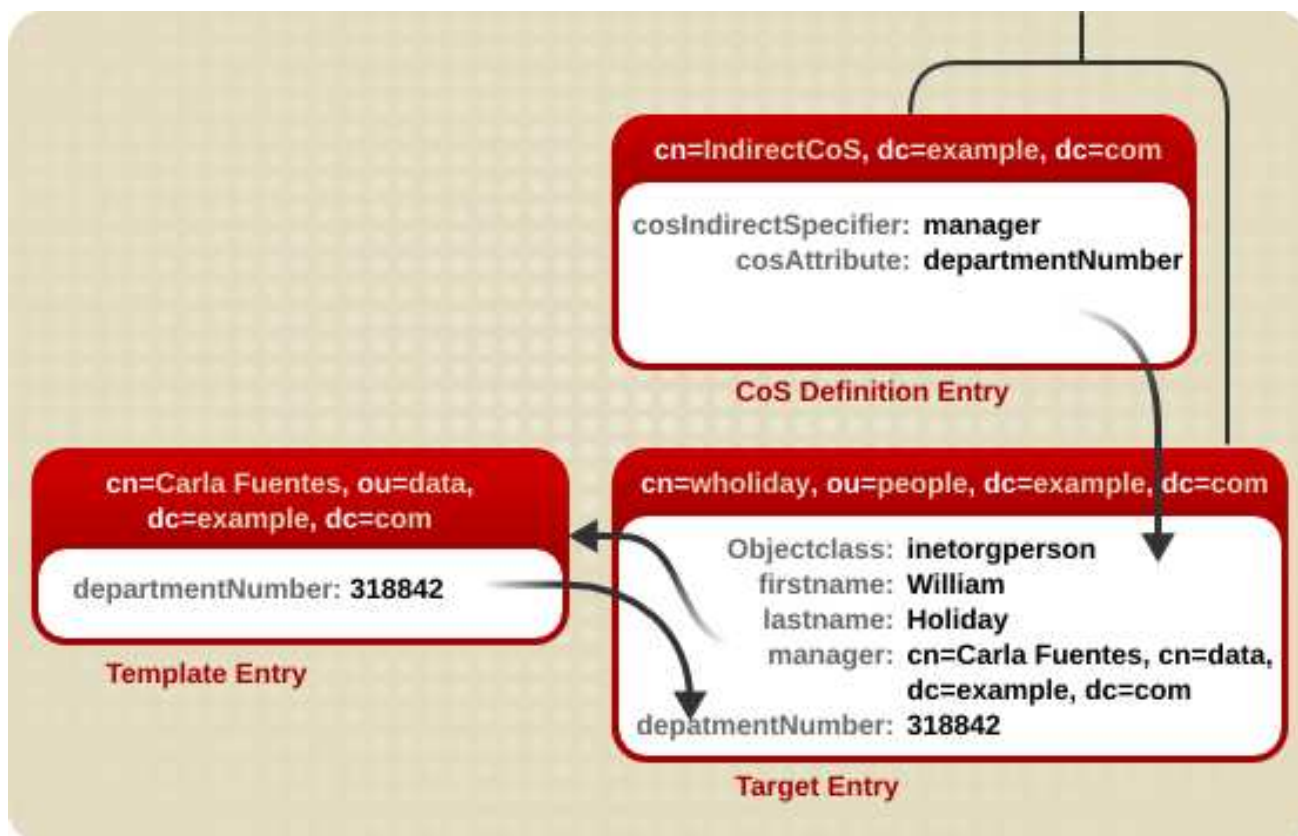 cn=IndirectCoS, dc=example, dc=com
cosIndirectSpecifier: manager
cosAttribute: departmentNumber
CoS Definition Entry
cn=Carla Fuentes, ou=data,
dc=example, dc=com
departmentNumber: 318842
Template Entry
cn=wholiday, ou=people, dc=example, dc=com
Objectclass: inetorgperson
firstname: William
lastname: Holiday
manager: cn=Carla Fuentes, cn=data,
dc=example, dc=com
depatmentNumber: 318842
Target Entry